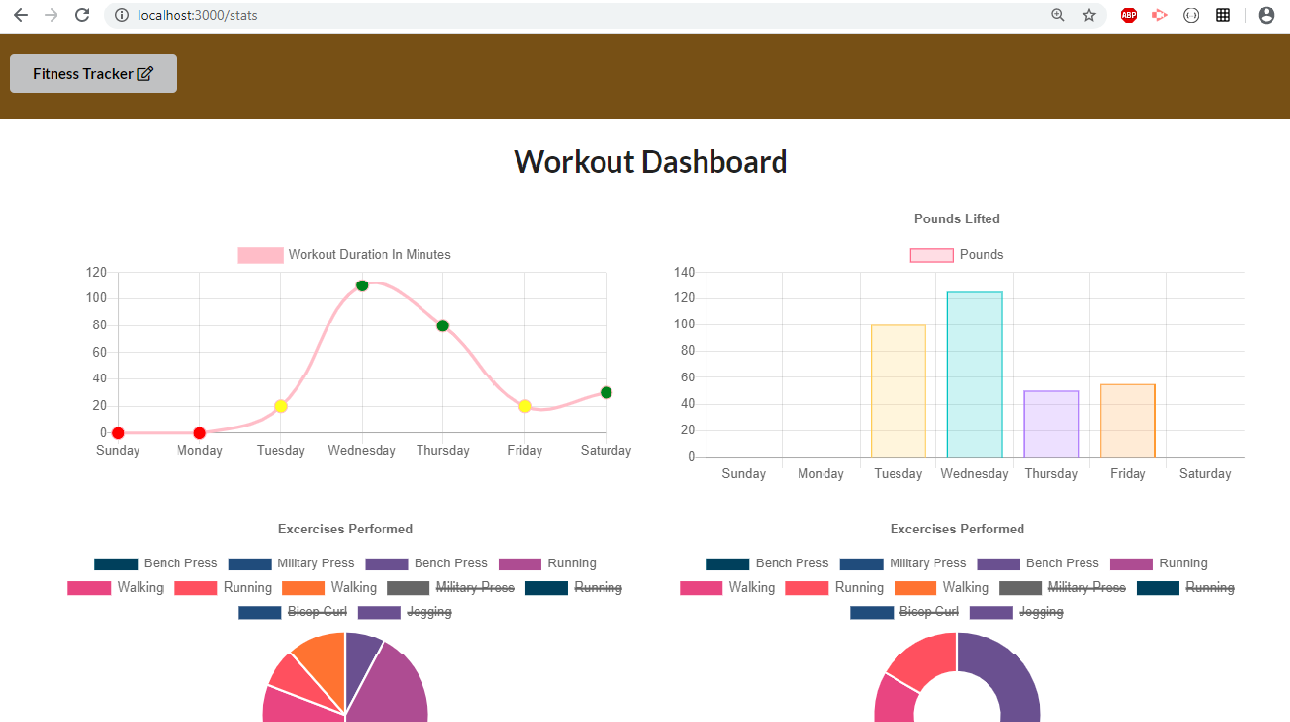 localhost:3000/stats
ABP
Fitness Tracker
Workout Dashboard
Workout Duration In Minutes
120
100
80
60
40
20
0
Sunday Monday Tuesday Wednesday Thursday Friday Saturday
Pounds Lifted
Pounds
140
120
100
80
60
40
20
0
Sunday Monday Tuesday Wednesday Thursday Friday Saturday
Excercises Performed
Bench Press Military Press Bench Press Running
Walking Running Walking Military Press Running
Bicep Curl Jogging
Excercises Performed
Bench Press Military Press Bench Press Running
Walking Running Walking Military Press Running
Bicep Curl Jogging